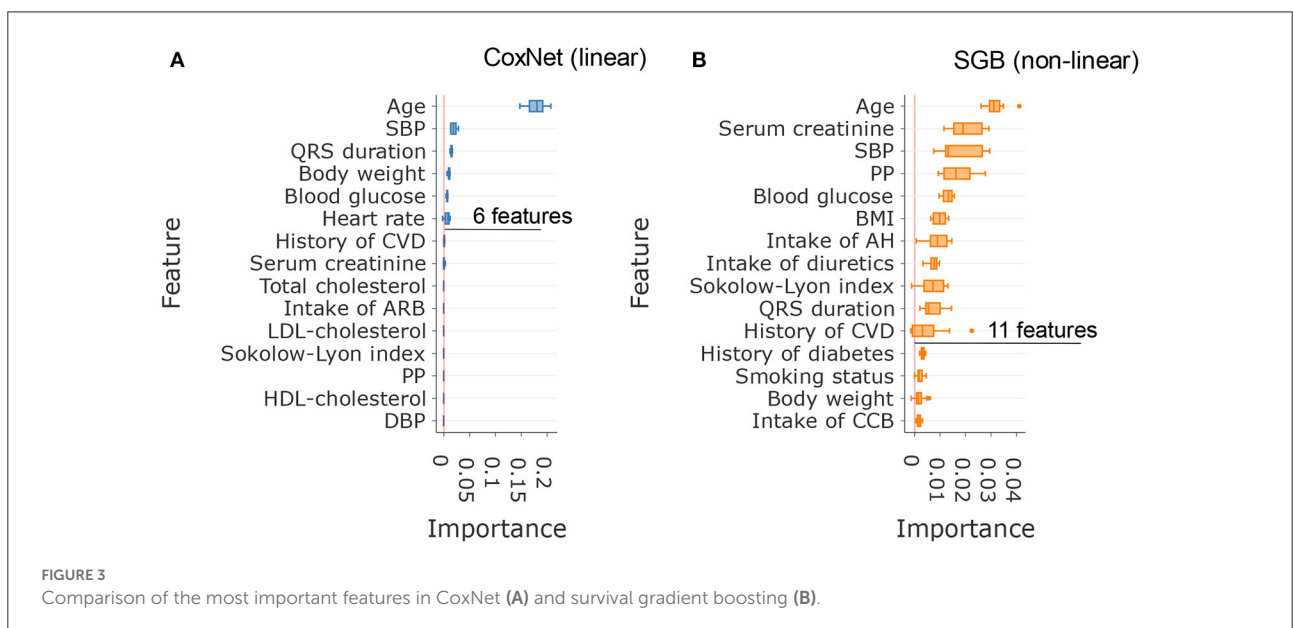 A
CoxNet (linear)
Feature
Age
SBP
QRS duration
Body weight
Blood glucose
Heart rate
6 features
History of CVD
Serum creatinine
Total cholesterol
Intake of ARB
LDL-cholesterol
Sokolow-Lyon index
PP
HDL-cholesterol
DBP
0
0.05
0.1
0.15
0.2
Importance
B
SGB (non-linear)
Feature
Age
Serum creatinine
SBP
PP
Blood glucose
BMI
Intake of AH
Intake of diuretics
Sokolow-Lyon index
QRS duration
History of CVD
11 features
History of diabetes
Smoking status
Body weight
Intake of CCB
0
0.01
0.02
0.03
0.04
Importance
FIGURE 3
Comparison of the most important features in CoxNet (A) and survival gradient boosting (B).